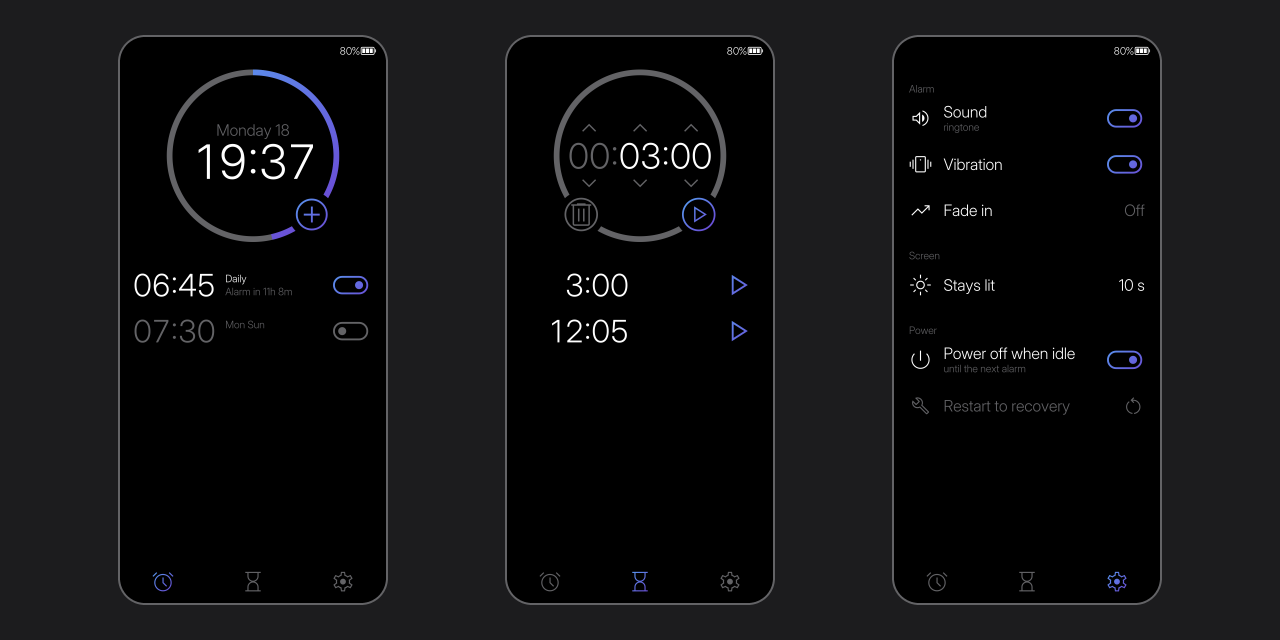 80%
Monday 18
19:37
06:45 Daily
Alarm in 11h 8m
07:30 Mon Sun
80%
00:03:00
3:00
12:05
80%
Alarm
Sound
ringtone
Vibration
Fade in Off
Screen
Stays lit 10 s
Power
Power off when idle
until the next alarm
Restart to recovery